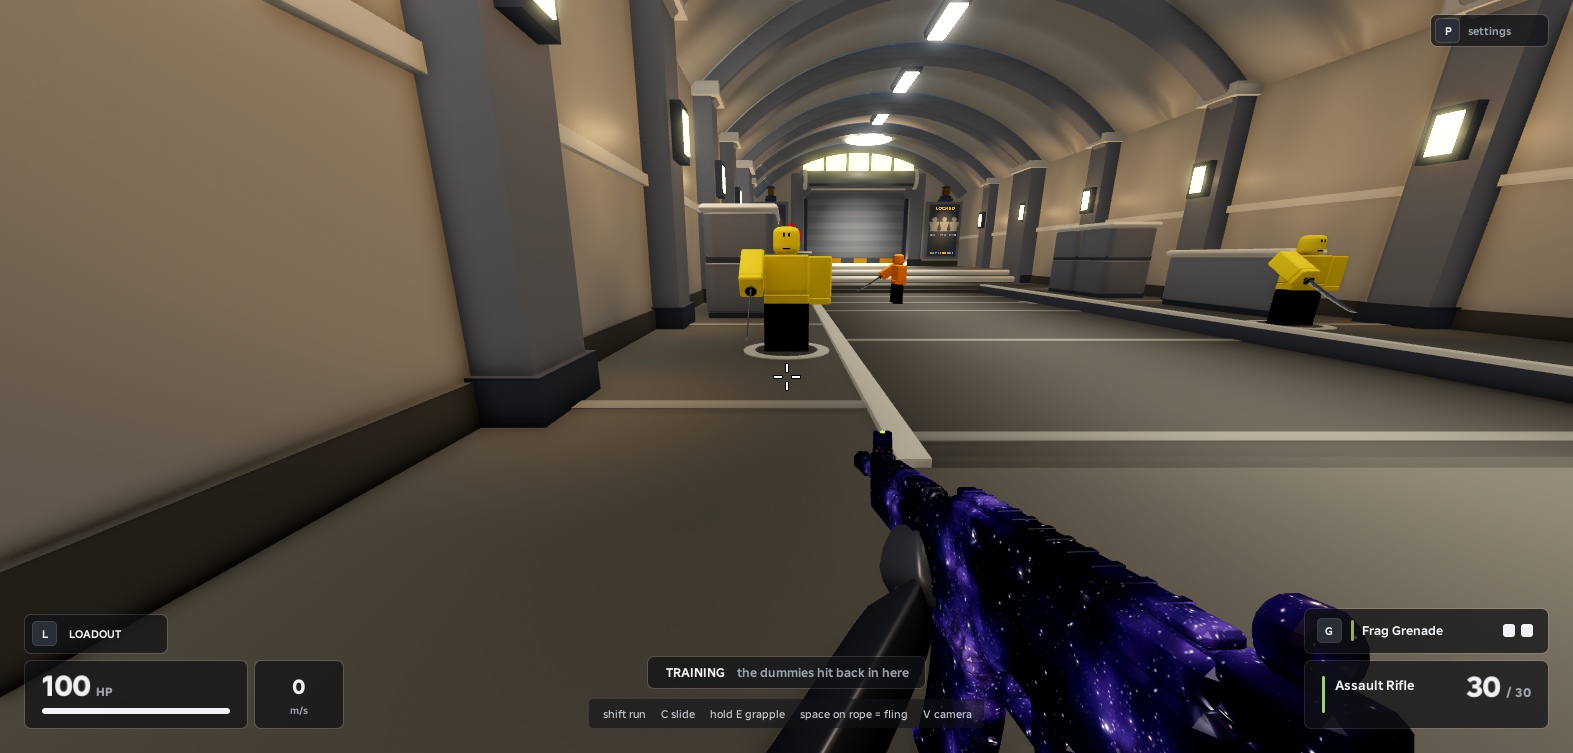 P settings
LOCKED
L LOADOUT
100 HP
0
m/s
TRAINING the dummies hit back in here
shift run C slide hold E grapple space on rope = fling V camera
G Frag Grenade
Assault Rifle 30 / 30